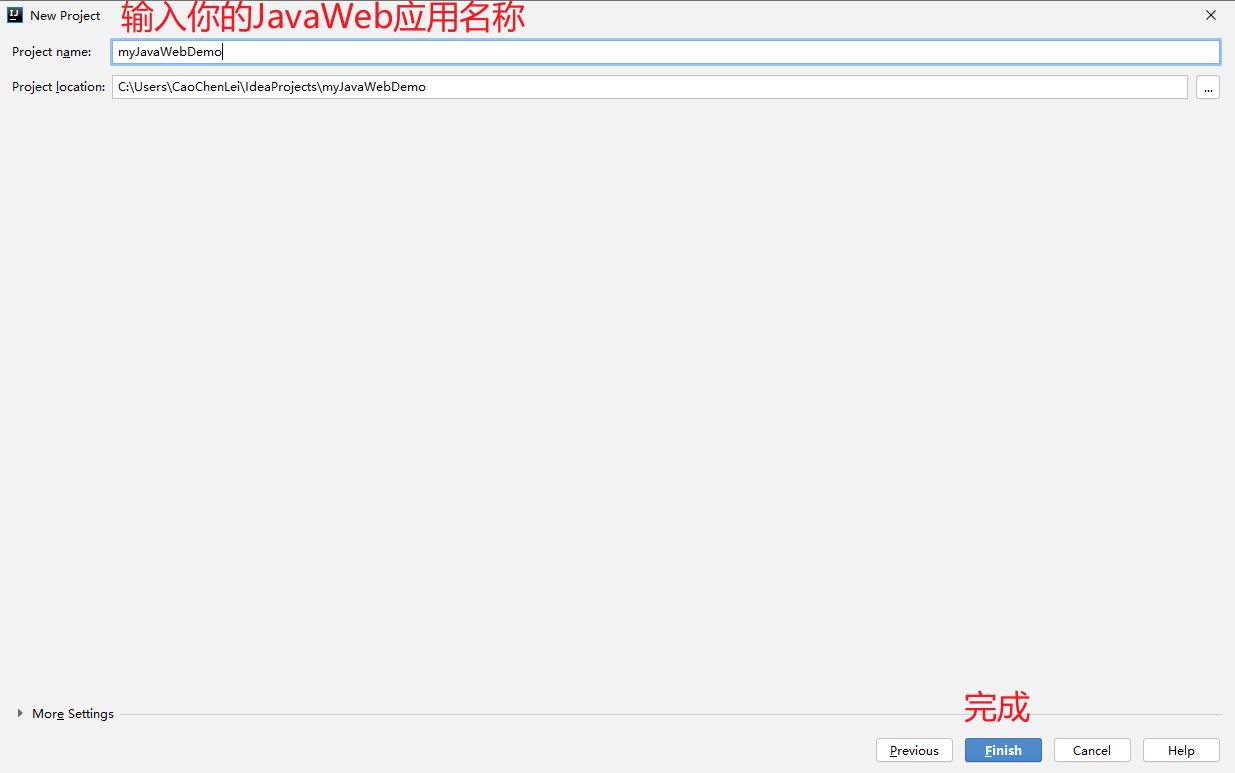 New Project 输入你的JavaWeb应用名称
Project name: myJavaWebDemo
Project location: C:\Users\CaoChenLei\IdeaProjects\myJavaWebDemo ...
完成
More Settings
Previous Finish Cancel Help